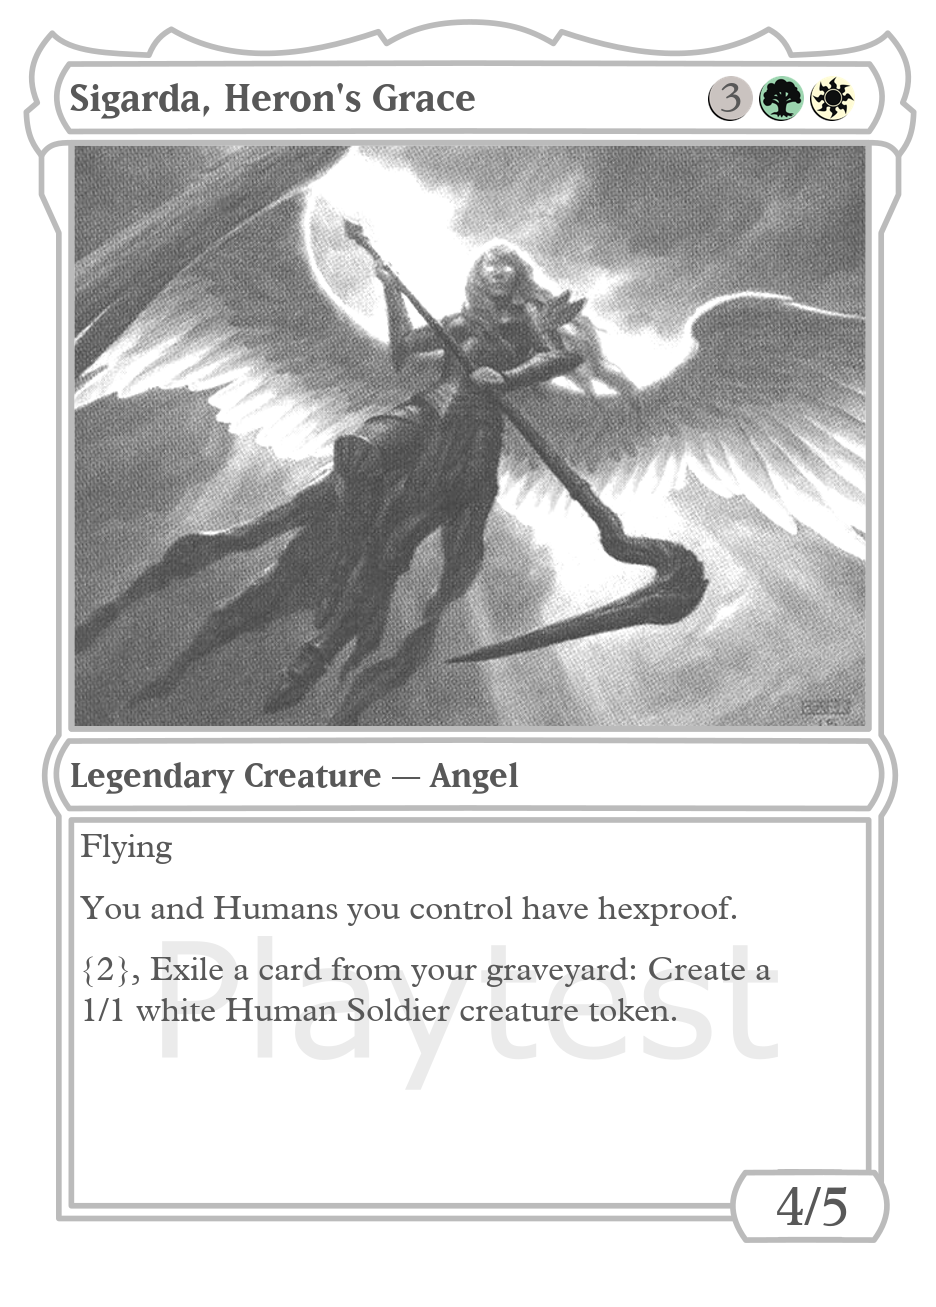 Sigarda, Heron's Grace 3
Legendary Creature — Angel
Flying
You and Humans you control have hexproof.
{2}, Exile a card from your graveyard: Create a
1/1 white Human Soldier creature token.
Playtest
4/5